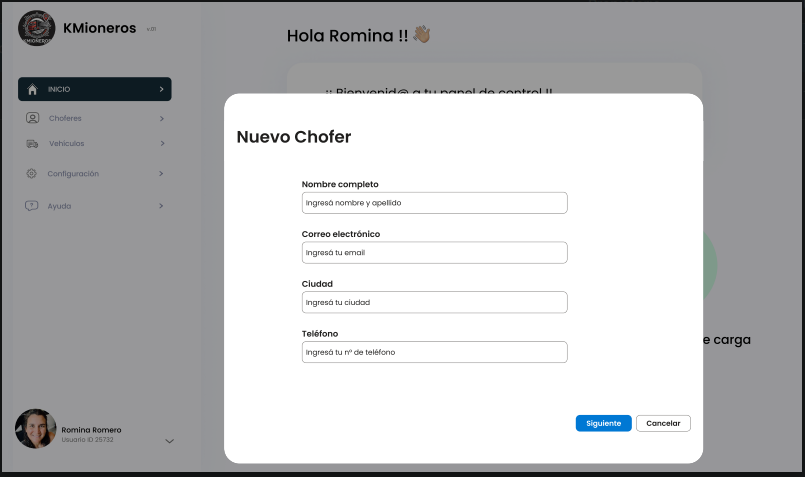 KMioneros v.01
KMIONEROS
INICIO
Choferes
Vehículos
Configuración
Ayuda
Romina Romero
Usuario ID 25732
Hola Romina !! 👋🏼
¡¡ Bienvenid@ a tu panel de control !!
e carga
Nuevo Chofer
Nombre completo
Ingresá nombre y apellido
Correo electrónico
Ingresá tu email
Ciudad
Ingresá tu ciudad
Teléfono
Ingresá tu nº de teléfono
Siguiente
Cancelar